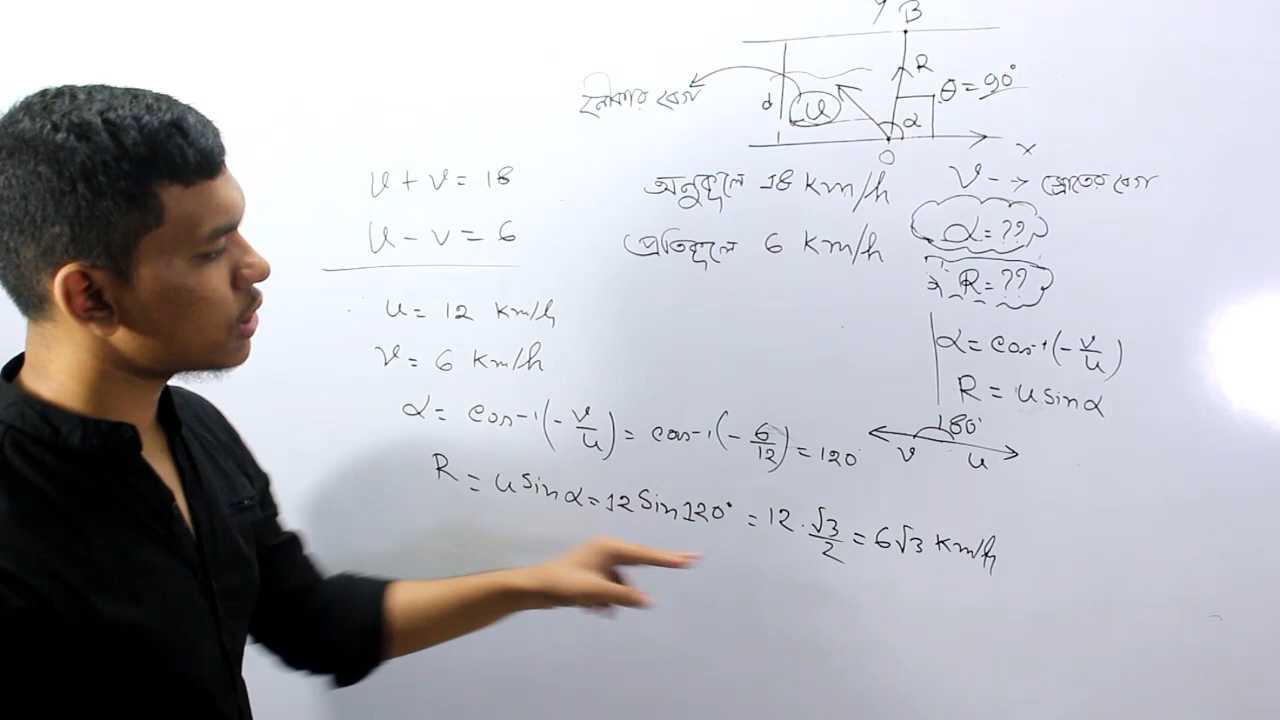 y B
R
নৌকার বেগ
d
u
θ = 90°
α
O
x
u + v = 18
অনুকূলে 18 km/h
v → স্রোতের বেগ
u - v = 6
প্রতিকূলে 6 km/h
α = ??
R = ??
u = 12 km/h
v = 6 km/h
α = cos⁻¹(-v/u)
R = u sin α
180°
v u
α = cos⁻¹(-v/u) = cos⁻¹(-6/12) = 120
R = u sin α = 12 sin 120° = 12 · √3/2 = 6√3 km/h